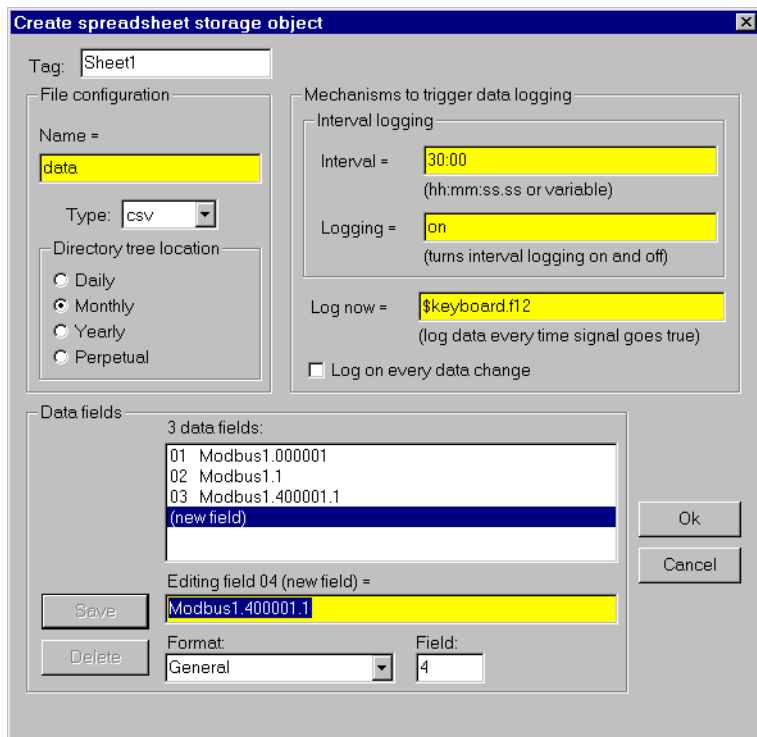 Create spreadsheet storage object
Tag: Sheet1
File configuration
Name =
data
Type: csv
Directory tree location
Daily
Monthly
Yearly
Perpetual
Mechanisms to trigger data logging
Interval logging
Interval = 30:00
(hh:mm:ss.ss or variable)
Logging = on
(turns interval logging on and off)
Log now = $keyboard.f12
(log data every time signal goes true)
Log on every data change
Data fields
3 data fields:
01 Modbus1.000001
02 Modbus1.1
03 Modbus1.400001.1
(new field)
Editing field 04 (new field) =
Modbus1.400001.1
Save
Delete
Format:
General
Field:
4
Ok
Cancel